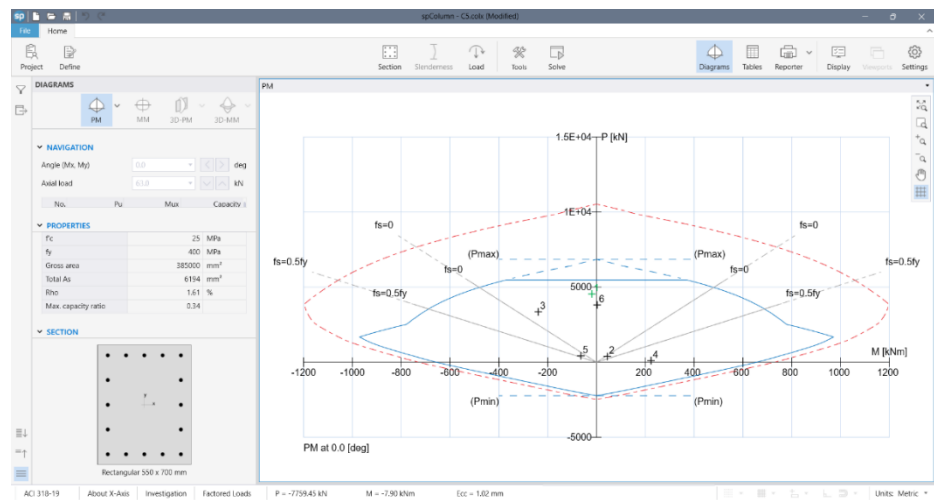 sp
spColumn - C5.colx (Modified)
File
Home
Project
Define
Section
Slenderness
Load
Tools
Solve
Diagrams
Tables
Reporter
Display
Viewports
Settings
DIAGRAMS
PM
MM
3D-PM
3D-MM
NAVIGATION
Angle (Mx, My) 0.0 deg
Axial load 63.0 kN
No. Pu Mux Capacity
PROPERTIES
f'c 25 MPa
fy 400 MPa
Gross area 385000 mm²
Total As 6194 mm²
Rho 1.61 %
Max. capacity ratio 0.34
SECTION
y
x
Rectangular 550 x 700 mm
PM
1.5E+04 P [kN]
1E+04
fs=0
fs=0
(Pmax)
(Pmax)
fs=0.5fy
fs=0
fs=0
fs=0.5fy
5000
fs=0.5fy
fs=0.5fy
3
6
5
2
4
M [kNm]
-1200 -1000 -800 -600 -400 -200 200 400 600 800 1000 1200
(Pmin)
(Pmin)
-5000
PM at 0.0 [deg]
ACI 318-19 About X-Axis Investigation Factored Loads P = -7759.45 kN M = -7.90 kNm Ecc = 1.02 mm Units: Metric